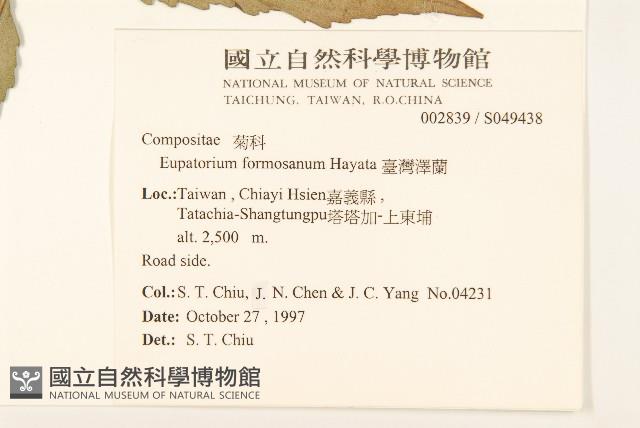 國立自然科學博物館
NATIONAL MUSEUM OF NATURAL SCIENCE
TAICHUNG, TAIWAN, R.O.CHINA
002839 / S049438
Compositae 菊科
Eupatorium formosanum Hayata 臺灣澤蘭
Loc.:Taiwan , Chiayi Hsien嘉義縣 ,
Tatachia-Shangtungpu塔塔加-上東埔
alt. 2,500 m.
Road side.
Col.:S. T. Chiu, J. N. Chen & J. C. Yang No.04231
Date: October 27 , 1997
Det.: S. T. Chiu
國立自然科學博物館
NATIONAL MUSEUM OF NATURAL SCIENCE